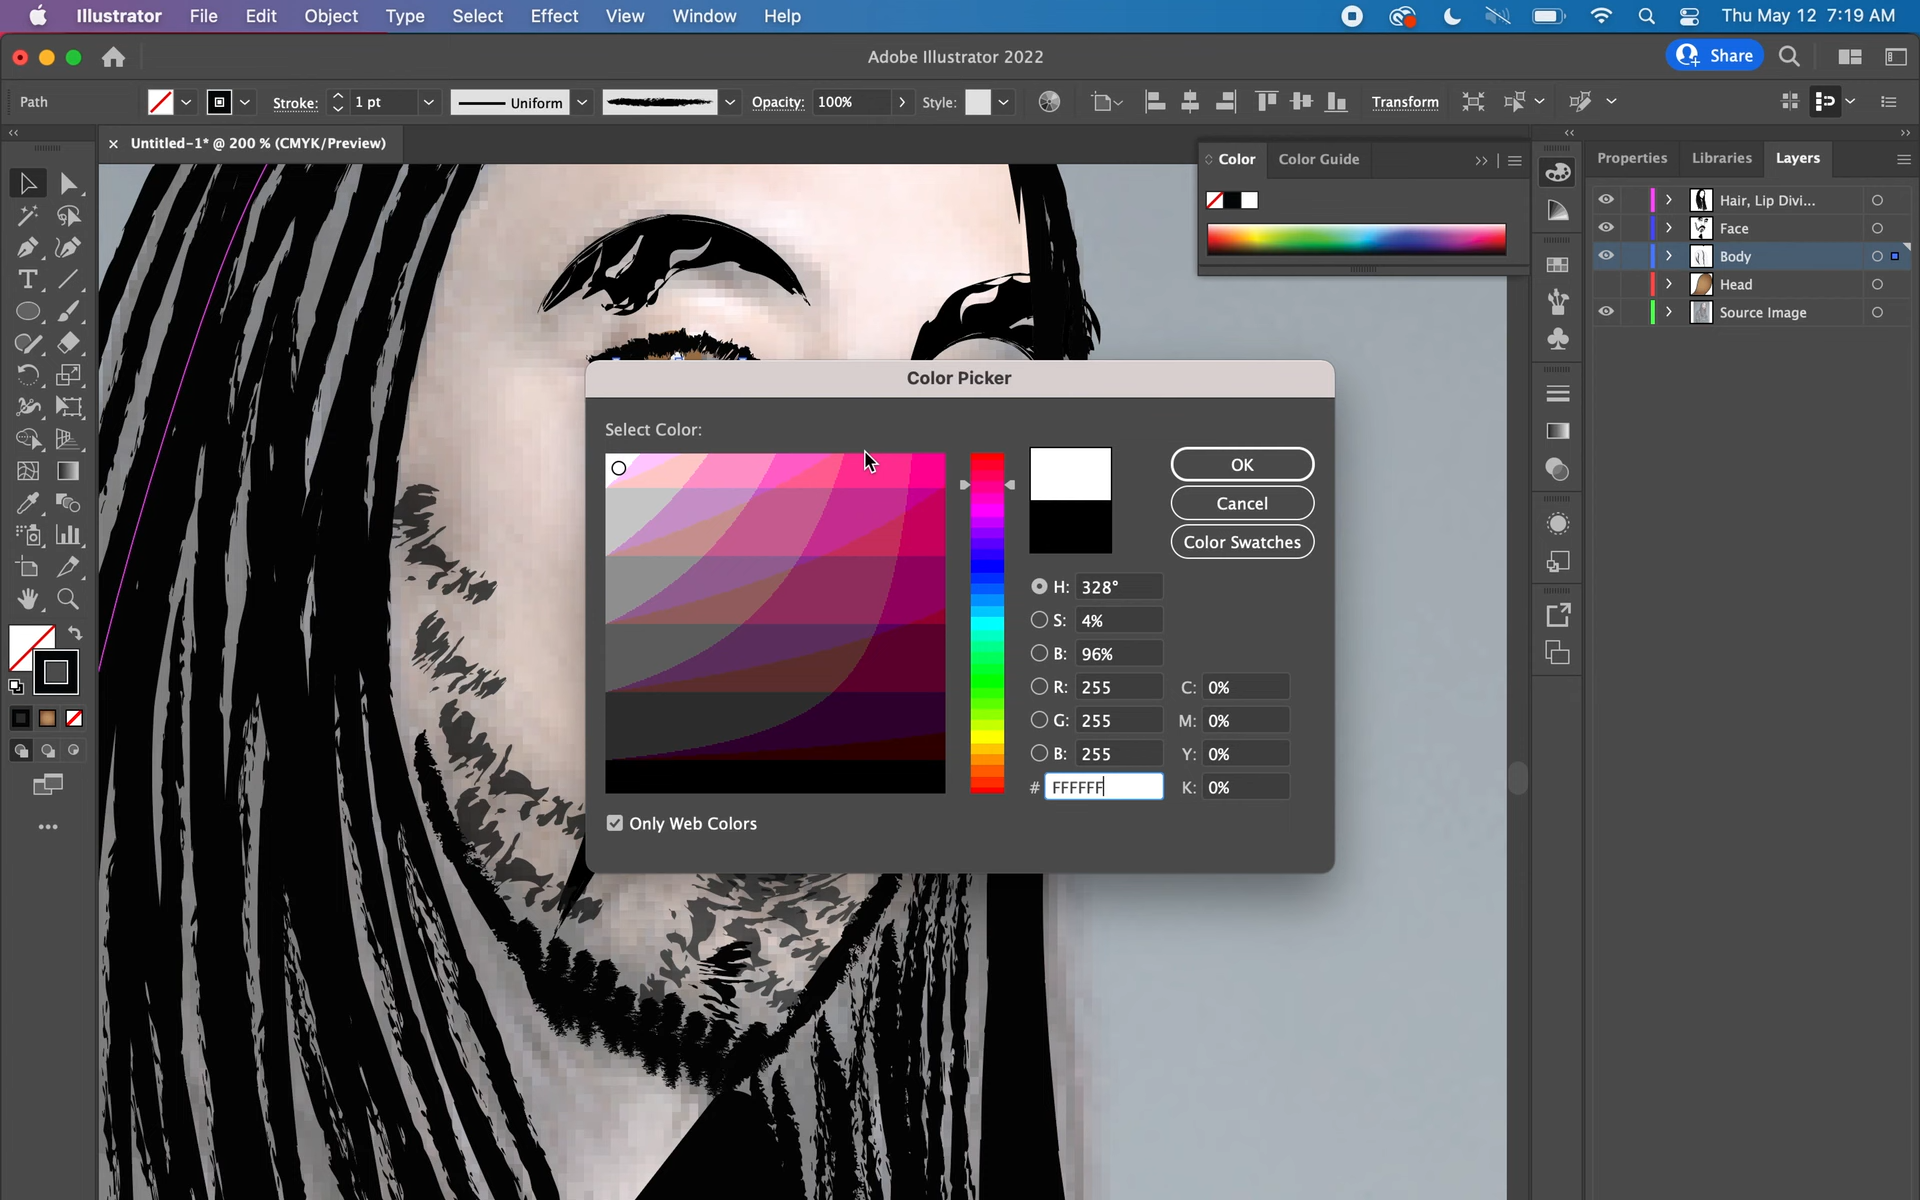 Illustrator File Edit Object Type Select Effect View Window Help Thu May 12 7:19 AM
Adobe Illustrator 2022 Share
Path Stroke: 1 pt Uniform Opacity: 100% Style: Transform
× Untitled-1* @ 200 % (CMYK/Preview)
Color Color Guide
Properties Libraries Layers
Hair, Lip Divi...
Face
Body
Head
Source Image
Color Picker
Select Color:
OK
Cancel
Color Swatches
H: 328°
S: 4%
B: 96%
R: 255 C: 0%
G: 255 M: 0%
B: 255 Y: 0%
# FFFFFF K: 0%
Only Web Colors